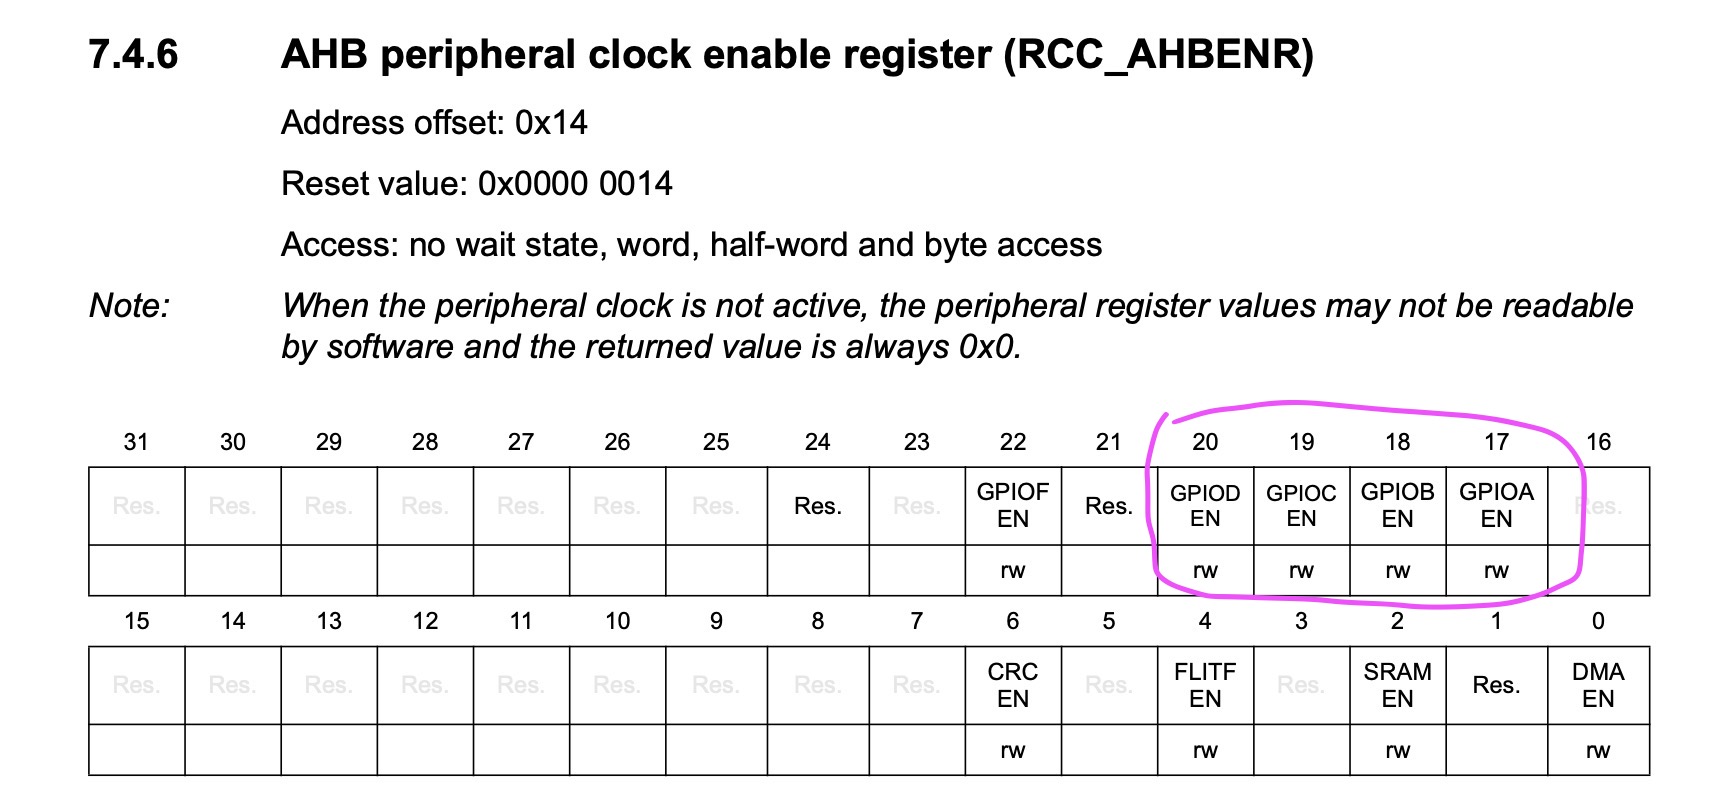 7.4.6 AHB peripheral clock enable register (RCC_AHBENR)
Address offset: 0x14
Reset value: 0x0000 0014
Access: no wait state, word, half-word and byte access
Note: When the peripheral clock is not active, the peripheral register values may not be readable
by software and the returned value is always 0x0.
31 30 29 28 27 26 25 24 23 22 21 20 19 18 17 16
Res. Res. Res. Res. Res. Res. Res. Res. Res. GPIOF EN Res. GPIOD EN GPIOC EN GPIOB EN GPIOA EN Res.
rw rw rw rw rw
15 14 13 12 11 10 9 8 7 6 5 4 3 2 1 0
Res. Res. Res. Res. Res. Res. Res. Res. Res. CRC EN Res. FLITF EN Res. SRAM EN Res. DMA EN
rw rw rw rw